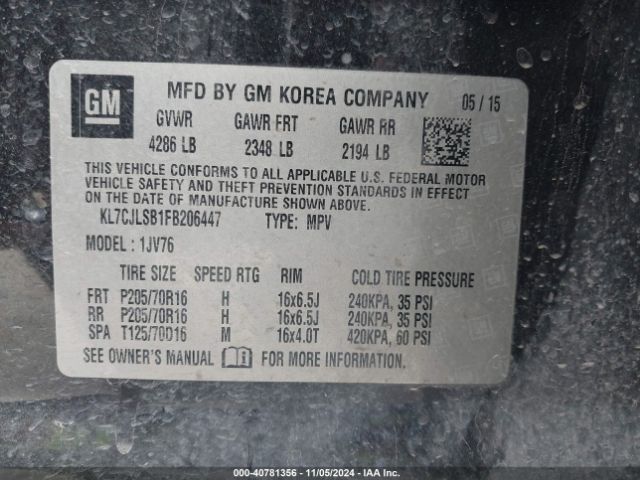 GM MFD BY GM KOREA COMPANY 05 / 15
GVWR GAWR FRT GAWR RR
4286 LB 2348 LB 2194 LB
THIS VEHICLE CONFORMS TO ALL APPLICABLE U.S. FEDERAL MOTOR
VEHICLE SAFETY AND THEFT PREVENTION STANDARDS IN EFFECT
ON THE DATE OF MANUFACTURE SHOWN ABOVE.
KL7CJLSB1FB206447 TYPE: MPV
MODEL : 1JV76
TIRE SIZE SPEED RTG RIM COLD TIRE PRESSURE
FRT P205/70R16 H 16x6.5J 240KPA, 35 PSI
RR P205/70R16 H 16x6.5J 240KPA, 35 PSI
SPA T125/70D16 M 16x4.0T 420KPA, 60 PSI
SEE OWNER'S MANUAL FOR MORE INFORMATION.
000-40781356 - 11/05/2024 - IAA Inc.